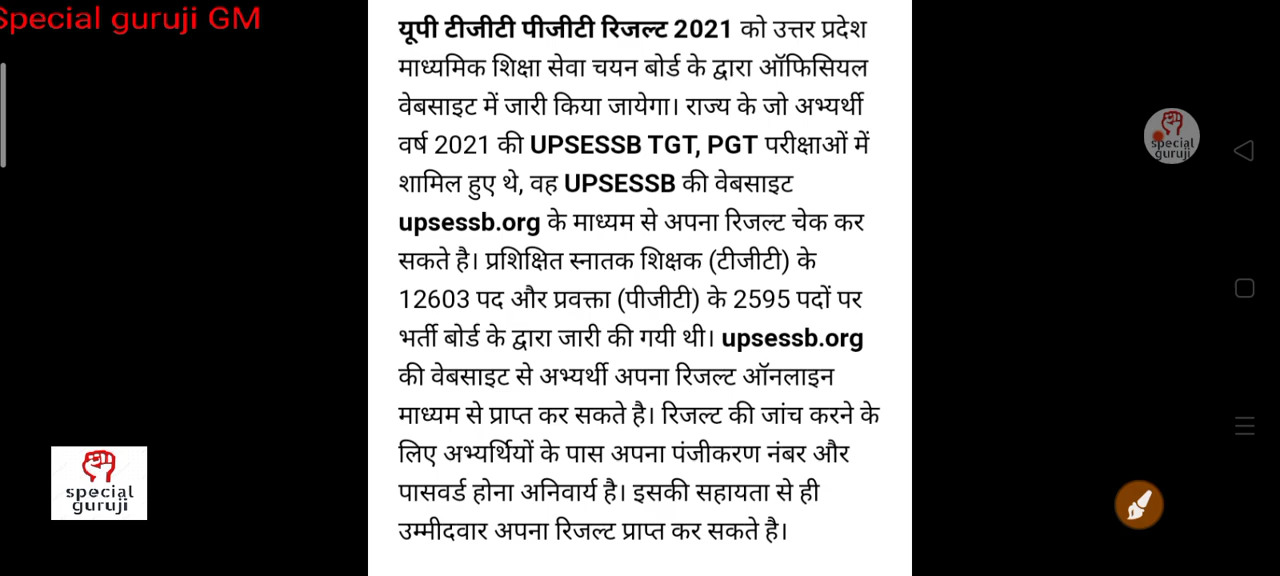 Special guruji GM
यूपी टीजीटी पीजीटी रिजल्ट 2021 को उत्तर प्रदेश
माध्यमिक शिक्षा सेवा चयन बोर्ड के द्वारा ऑफिसियल
वेबसाइट में जारी किया जायेगा। राज्य के जो अभ्यर्थी
वर्ष 2021 की UPSESSB TGT, PGT परीक्षाओं में
शामिल हुए थे, वह UPSESSB की वेबसाइट
upsessb.org के माध्यम से अपना रिजल्ट चेक कर
सकते है। प्रशिक्षित स्नातक शिक्षक (टीजीटी) के
12603 पद और प्रवक्ता (पीजीटी) के 2595 पदों पर
भर्ती बोर्ड के द्वारा जारी की गयी थी। upsessb.org
की वेबसाइट से अभ्यर्थी अपना रिजल्ट ऑनलाइन
माध्यम से प्राप्त कर सकते है। रिजल्ट की जांच करने के
लिए अभ्यर्थियों के पास अपना पंजीकरण नंबर और
पासवर्ड होना अनिवार्य है। इसकी सहायता से ही
उम्मीदवार अपना रिजल्ट प्राप्त कर सकते है।
special
guruji
special
guruji